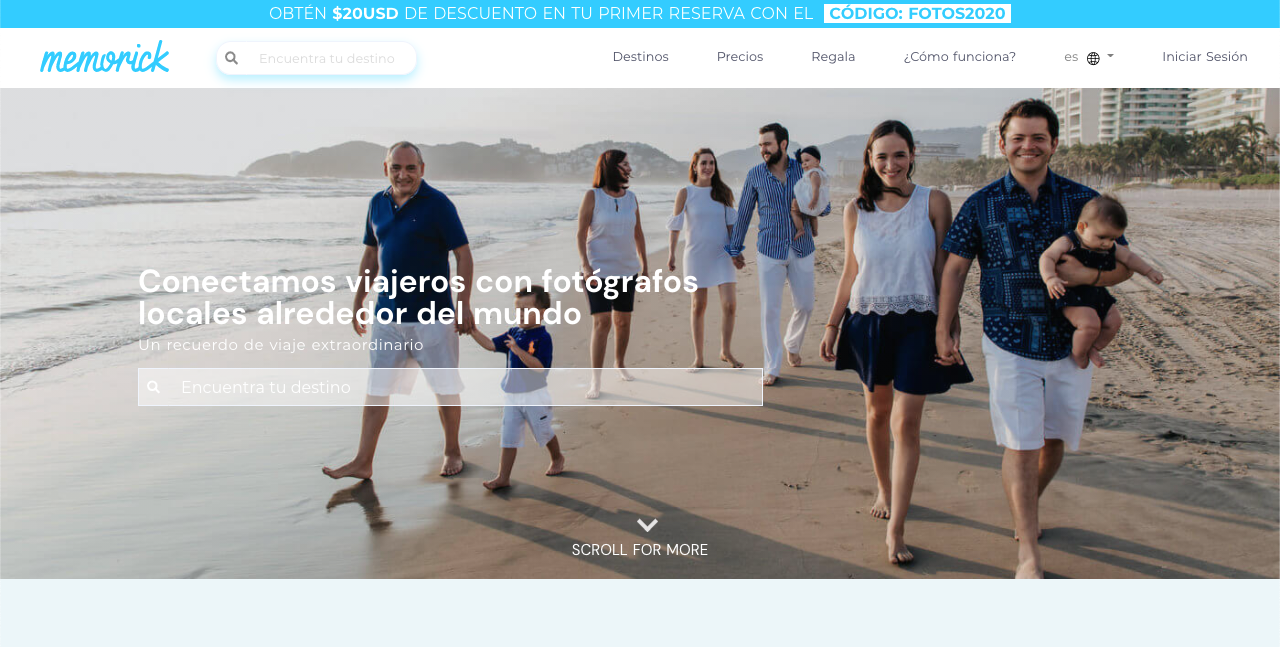 OBTÉN $20USD DE DESCUENTO EN TU PRIMER RESERVA CON EL CÓDIGO: FOTOS2020
memorick
Encuentra tu destino
Destinos
Precios
Regala
¿Cómo funciona?
es
Iniciar Sesión
Conectamos viajeros con fotógrafos
locales alrededor del mundo
Un recuerdo de viaje extraordinario
Encuentra tu destino
SCROLL FOR MORE